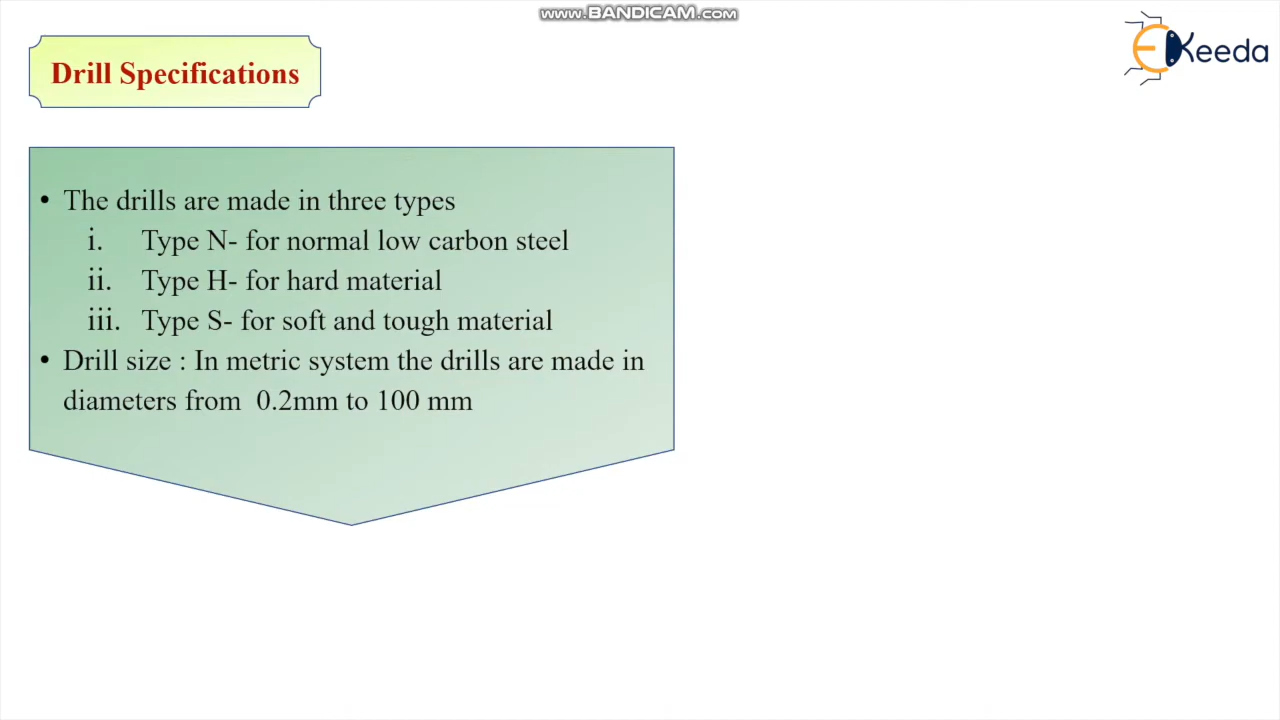 www.BANDICAM.com
Drill Specifications
EKeeda
• The drills are made in three types
i. Type N- for normal low carbon steel
ii. Type H- for hard material
iii. Type S- for soft and tough material
• Drill size : In metric system the drills are made in
diameters from 0.2mm to 100 mm